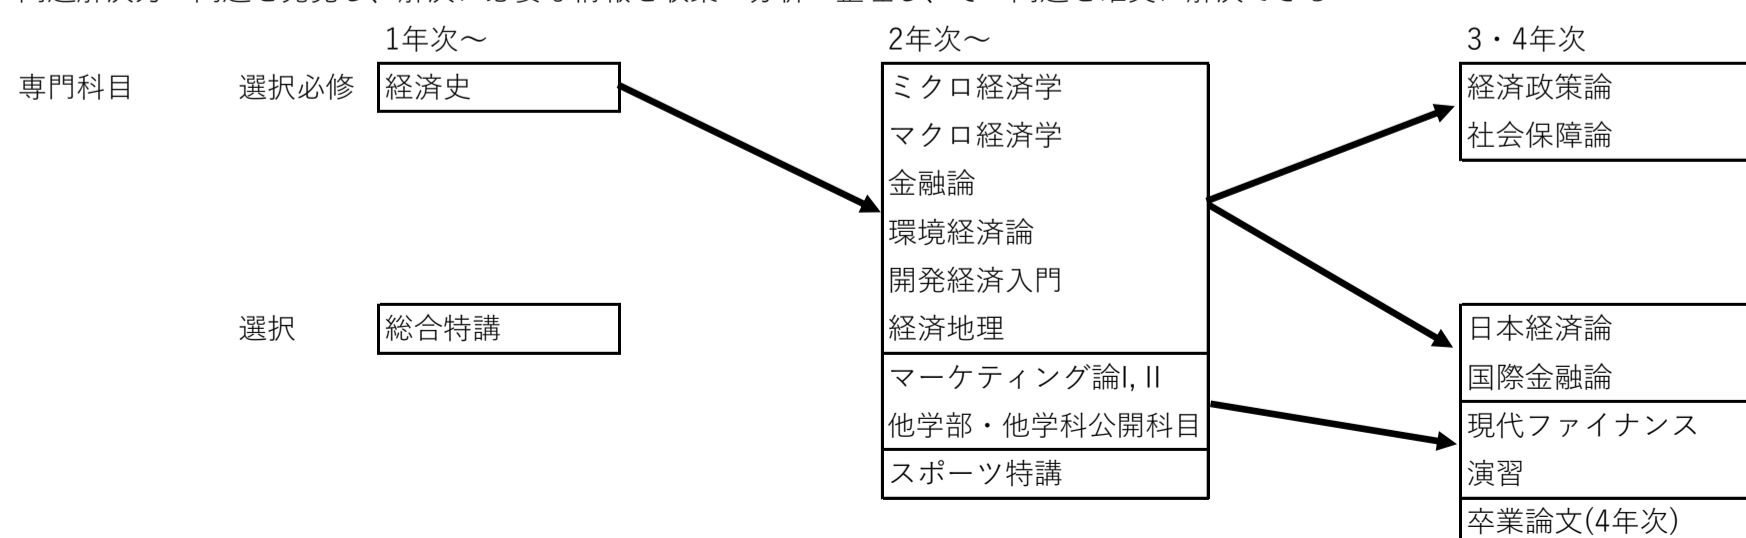 1年次～ 2年次～ 3・4年次
専門科目 選択必修 経済史 ミクロ経済学 経済政策論
マクロ経済学 社会保障論
金融論
環境経済論
開発経済入門
選択 総合特講 経済地理 日本経済論
マーケティング論I, II 国際金融論
他学部・他学科公開科目 現代ファイナンス
スポーツ特講 演習
卒業論文(4年次)